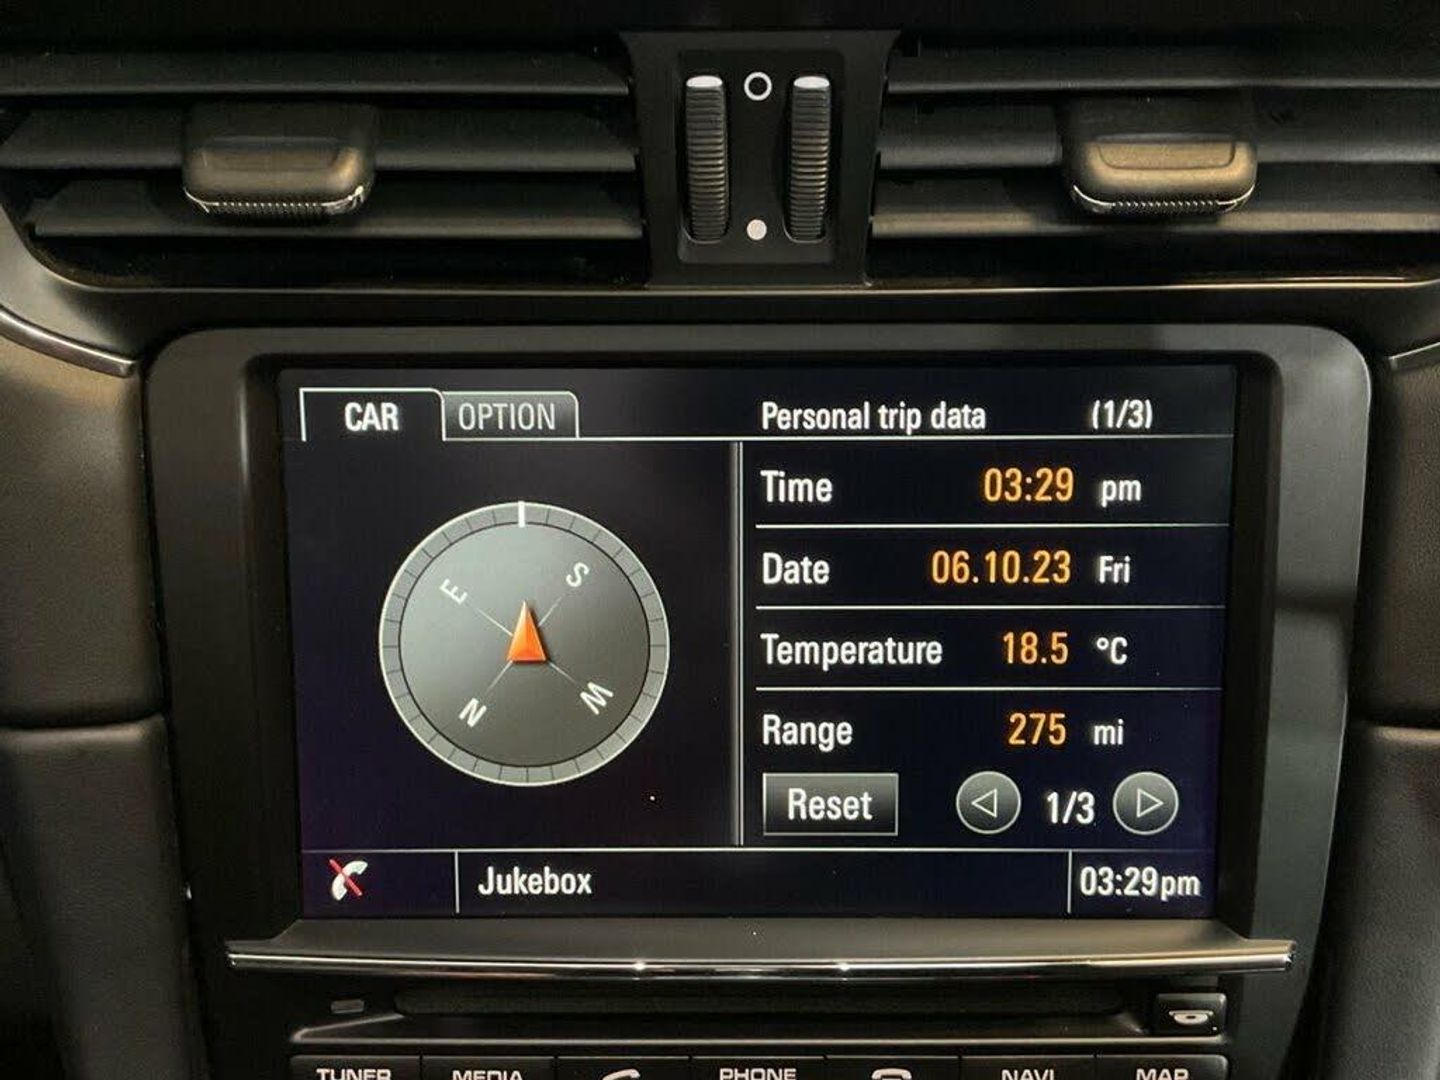 CAR OPTION Personal trip data (1/3)
Time 03:29 pm
Date 06.10.23 Fri
E S
Temperature 18.5 °C
N W
Range 275 mi
Reset 1/3
Jukebox 03:29pm
TUNER MEDIA PHONE NAVI MAP